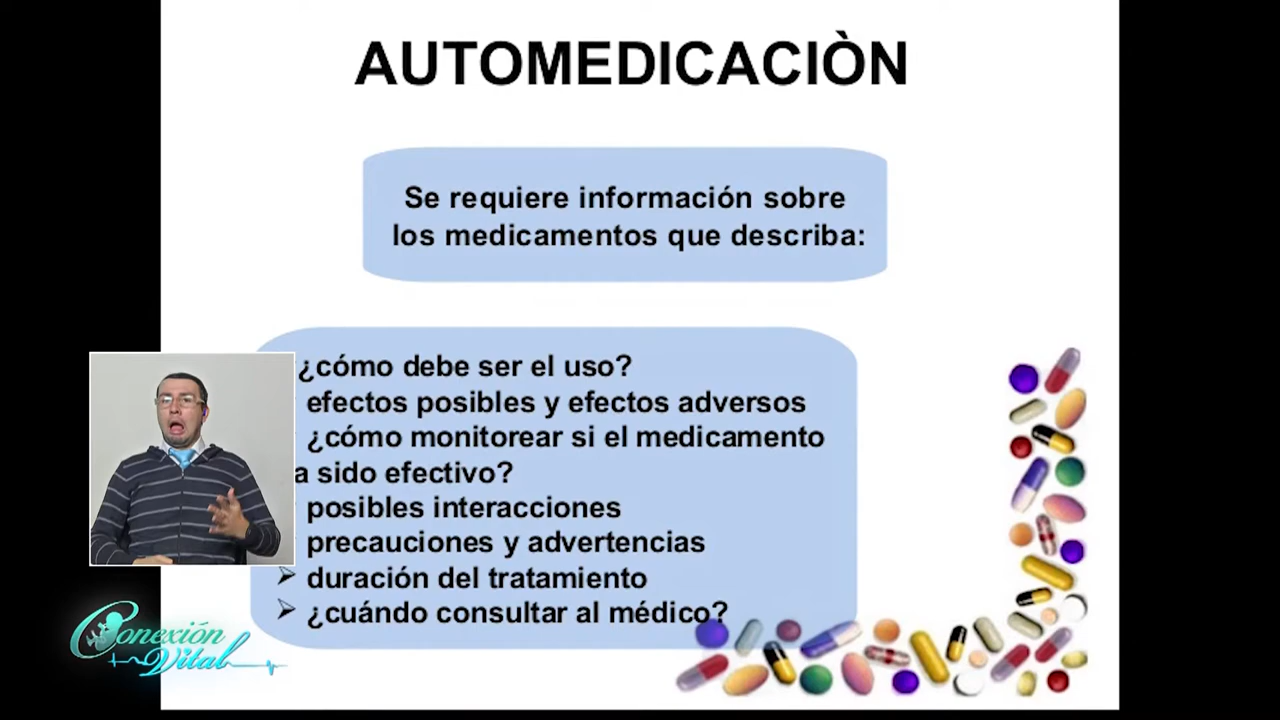 AUTOMEDICACIÒN
Se requiere información sobre
los medicamentos que describa:
¿cómo debe ser el uso?
efectos posibles y efectos adversos
¿cómo monitorear si el medicamento
a sido efectivo?
posibles interacciones
precauciones y advertencias
➢ duración del tratamiento
➢ ¿cuándo consultar al médico?
Conexión
Vital